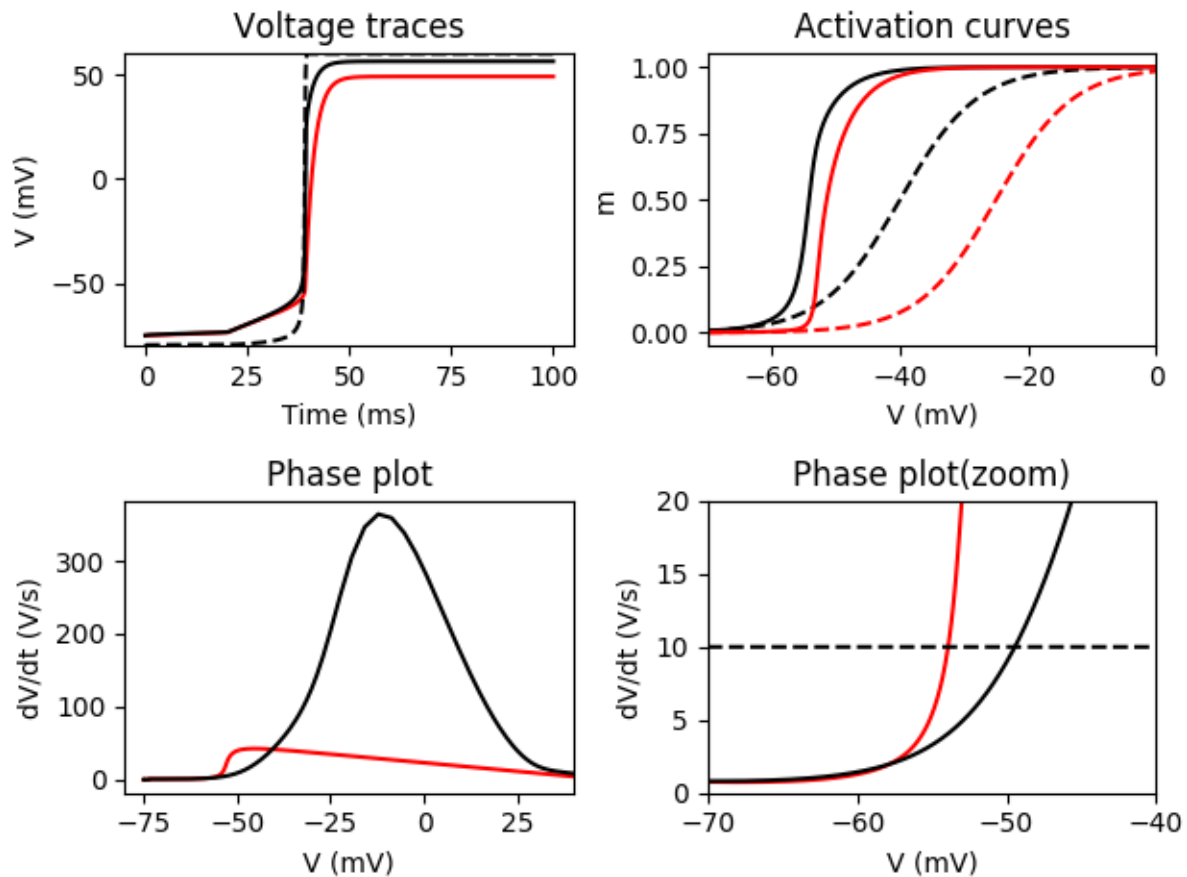 Voltage traces
50
0
−50
V (mV)
0 25 50 75 100
Time (ms)
Activation curves
1.00
0.75
0.50
0.25
0.00
m
−60 −40 −20 0
V (mV)
Phase plot
300
200
100
0
dV/dt (V/s)
−75 −50 −25 0 25
V (mV)
Phase plot(zoom)
20
15
10
5
0
dV/dt (V/s)
−70 −60 −50 −40
V (mV)